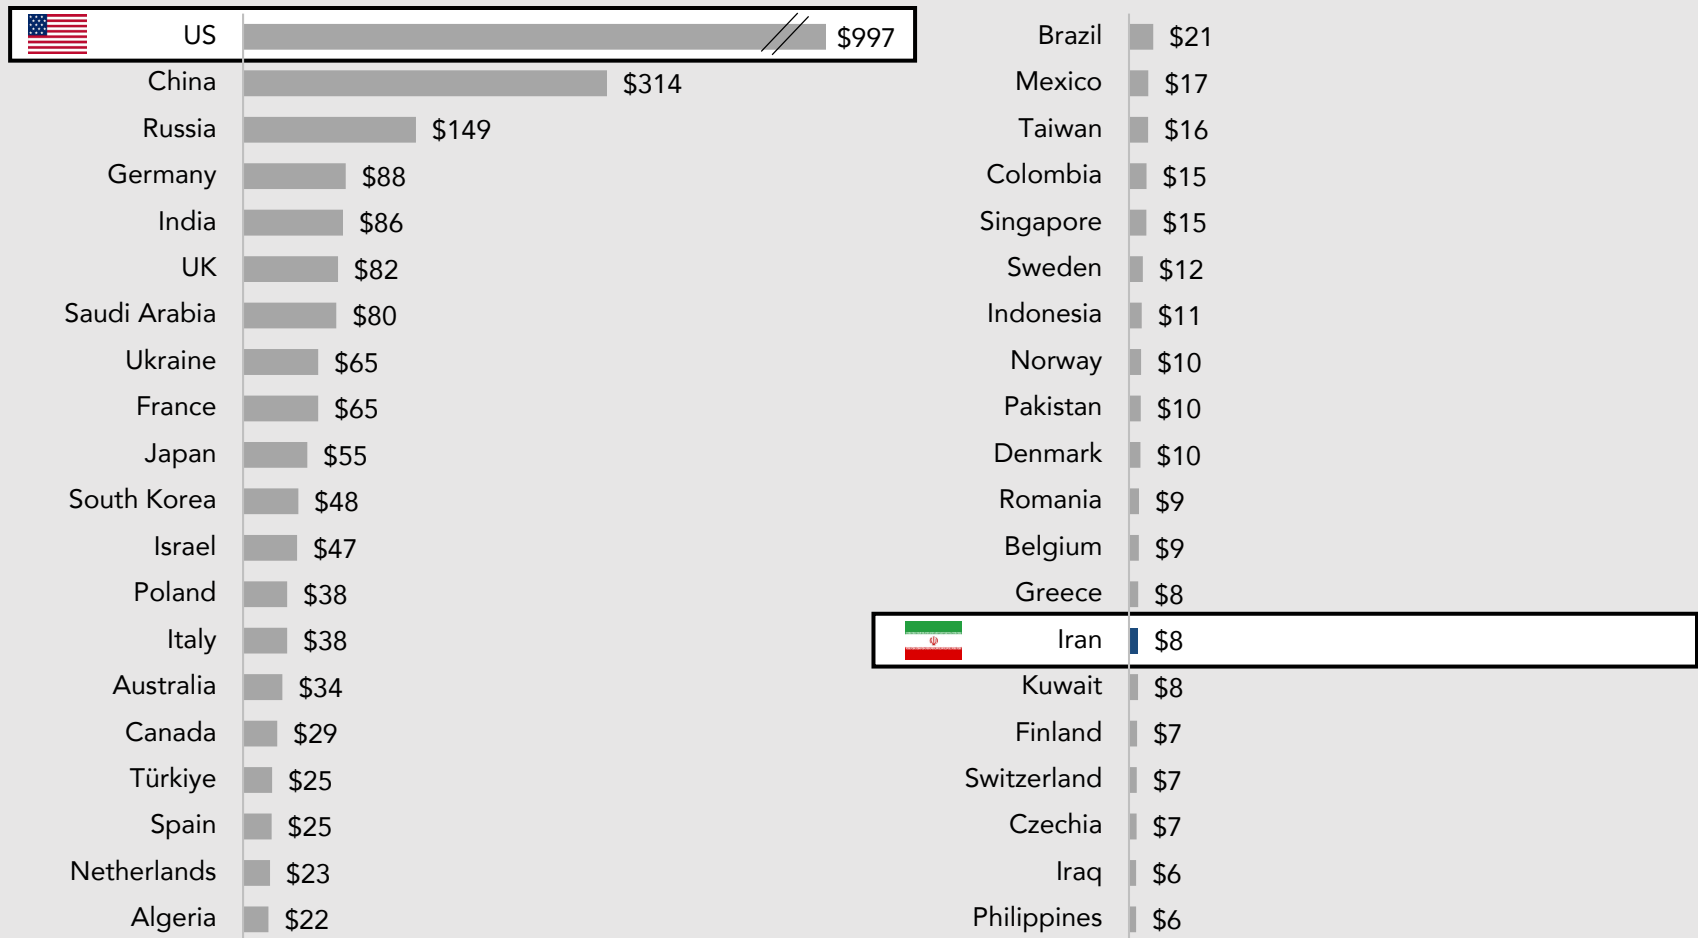 US $997
China $314
Russia $149
Germany $88
India $86
UK $82
Saudi Arabia $80
Ukraine $65
France $65
Japan $55
South Korea $48
Israel $47
Poland $38
Italy $38
Australia $34
Canada $29
Türkiye $25
Spain $25
Netherlands $23
Algeria $22
Brazil $21
Mexico $17
Taiwan $16
Colombia $15
Singapore $15
Sweden $12
Indonesia $11
Norway $10
Pakistan $10
Denmark $10
Romania $9
Belgium $9
Greece $8
Iran $8
Kuwait $8
Finland $7
Switzerland $7
Czechia $7
Iraq $6
Philippines $6